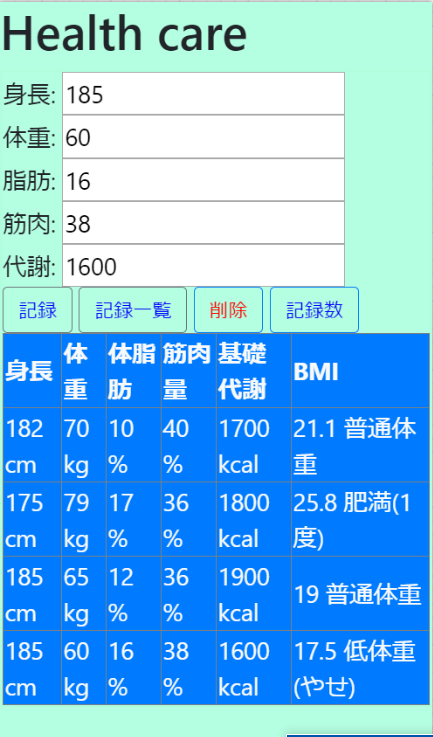 Health care
身長: 185
体重: 60
脂肪: 16
筋肉: 38
代謝: 1600
記録 記録一覧 削除 記録数
身長 体重 体脂肪 筋肉量 基礎代謝 BMI
182 cm 70 kg 10 % 40 % 1700 kcal 21.1 普通体重
175 cm 79 kg 17 % 36 % 1800 kcal 25.8 肥満(1度)
185 cm 65 kg 12 % 36 % 1900 kcal 19 普通体重
185 cm 60 kg 16 % 38 % 1600 kcal 17.5 低体重(やせ)